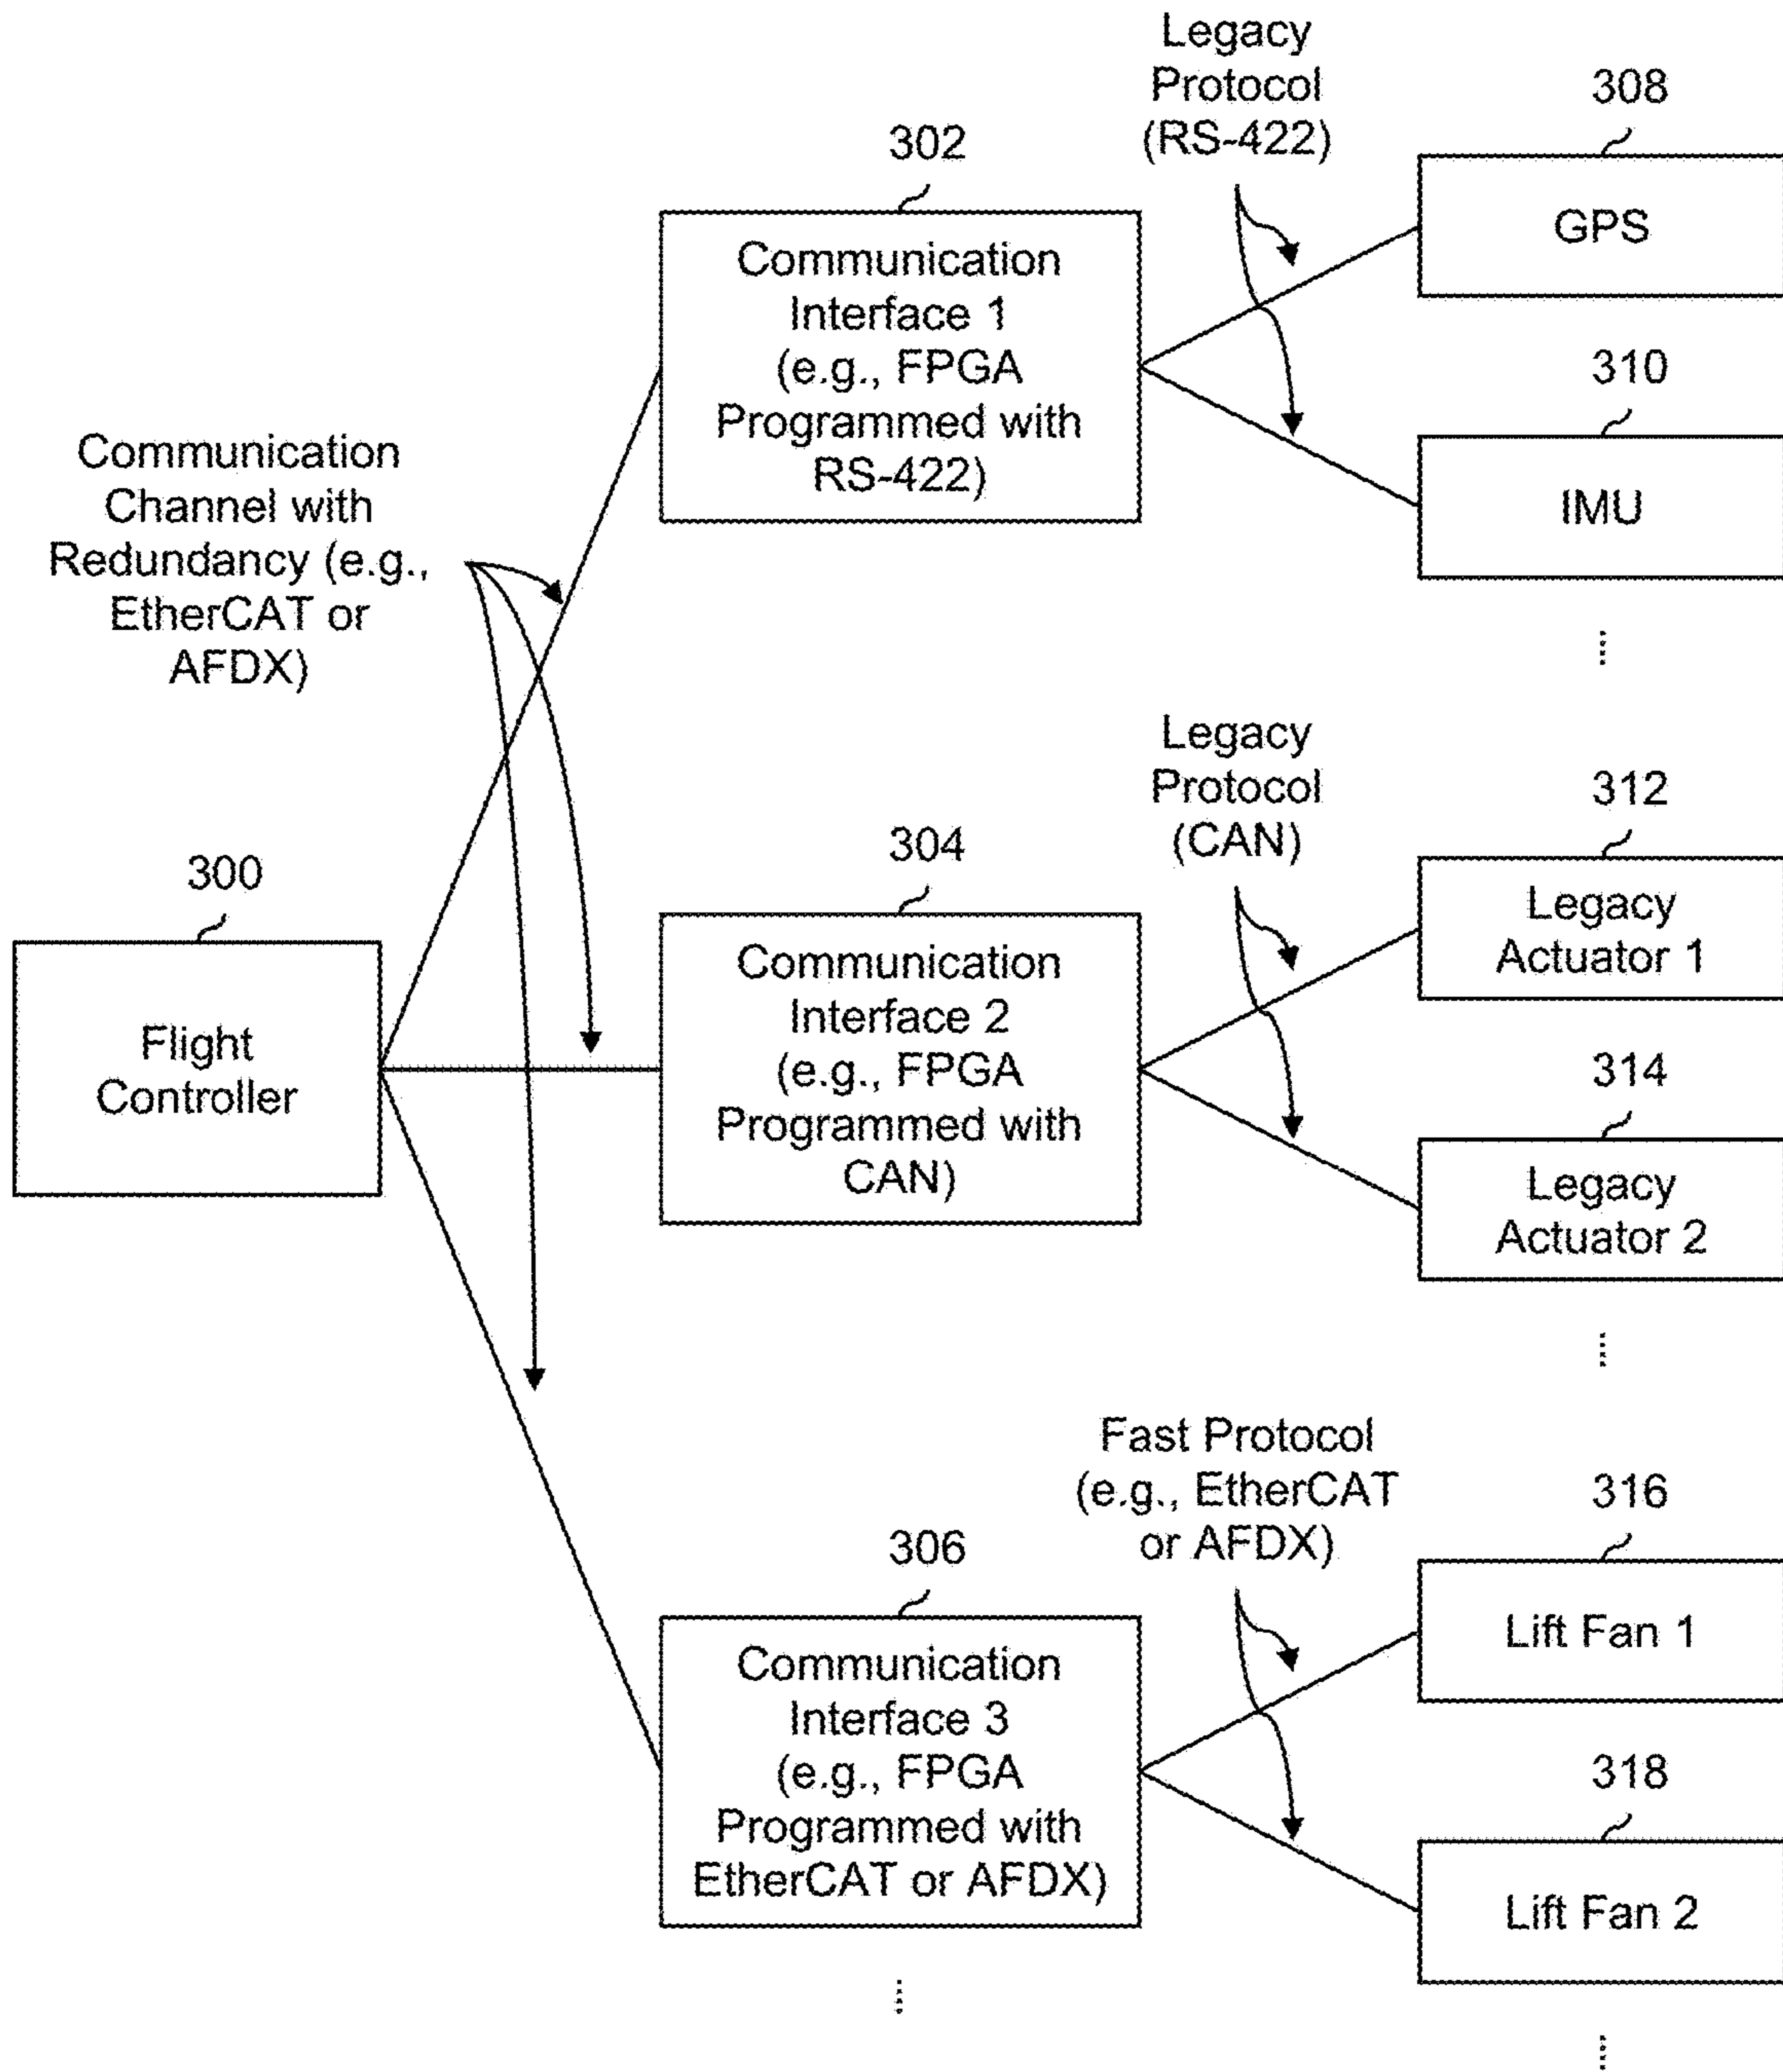 Legacy
Protocol
(RS-422)
308
GPS
302
Communication
Interface 1
(e.g., FPGA
Programmed with
RS-422)
310
IMU
Communication
Channel with
Redundancy (e.g.,
EtherCAT or
AFDX)
Legacy
Protocol
(CAN)
312
Legacy
Actuator 1
300
Flight
Controller
304
Communication
Interface 2
(e.g., FPGA
Programmed with
CAN)
314
Legacy
Actuator 2
Fast Protocol
(e.g., EtherCAT
or AFDX)
316
Lift Fan 1
306
Communication
Interface 3
(e.g., FPGA
Programmed with
EtherCAT or AFDX)
318
Lift Fan 2